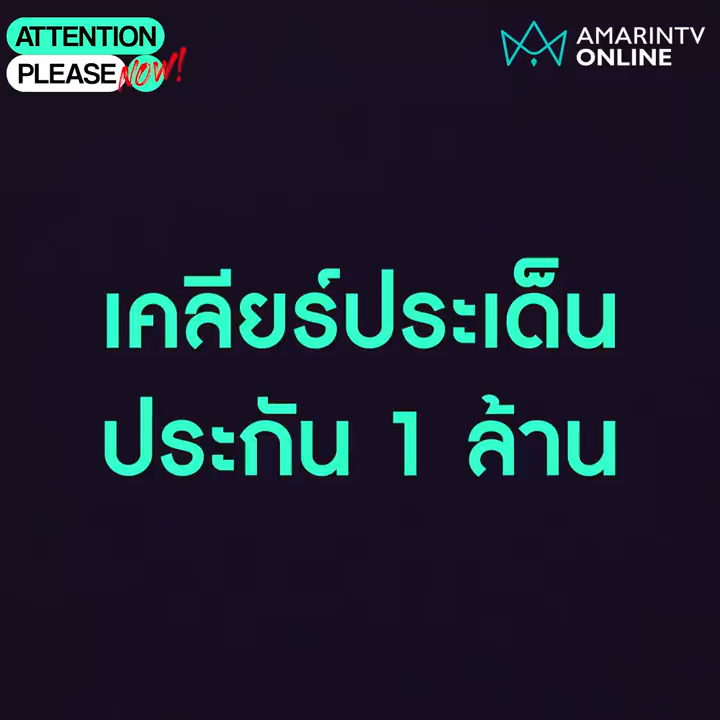 ATTENTION
PLEASE NOW!
AMARINTV
ONLINE
เคลียร์ประเด็น
ประกัน 1 ล้าน